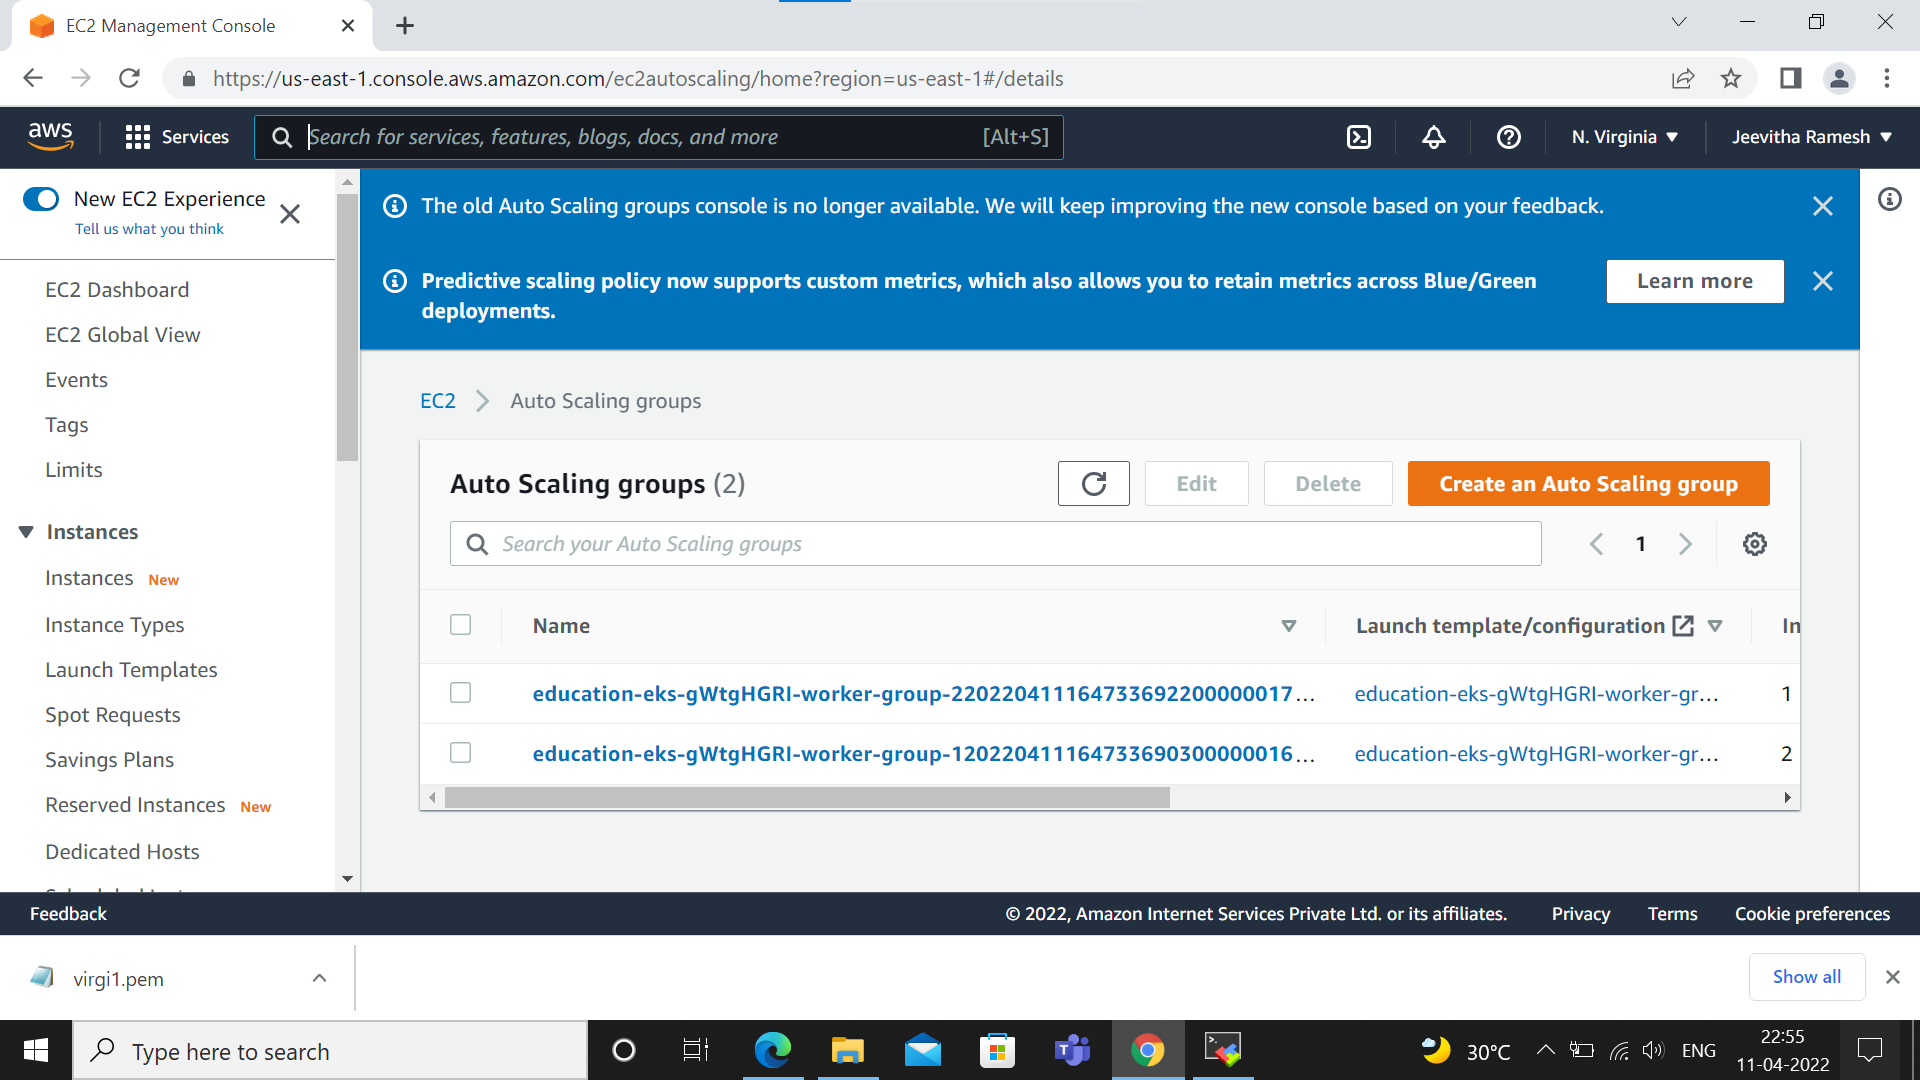 EC2 Management Console
https://us-east-1.console.aws.amazon.com/ec2autoscaling/home?region=us-east-1#/details
aws
Services
Search for services, features, blogs, docs, and more
[Alt+S]
N. Virginia
Jeevitha Ramesh
New EC2 Experience
Tell us what you think
EC2 Dashboard
EC2 Global View
Events
Tags
Limits
Instances
Instances New
Instance Types
Launch Templates
Spot Requests
Savings Plans
Reserved Instances New
Dedicated Hosts
The old Auto Scaling groups console is no longer available. We will keep improving the new console based on your feedback.
Predictive scaling policy now supports custom metrics, which also allows you to retain metrics across Blue/Green
deployments.
Learn more
EC2
Auto Scaling groups
Auto Scaling groups (2)
Edit
Delete
Create an Auto Scaling group
Search your Auto Scaling groups
1
Name
Launch template/configuration
In
education-eks-gWtgHGRI-worker-group-22022041116473369220000001​7...
education-eks-gWtgHGRI-worker-gr...
1
education-eks-gWtgHGRI-worker-group-120220411164733690300000016...
education-eks-gWtgHGRI-worker-gr...
2
Feedback
© 2022, Amazon Internet Services Private Ltd. or its affiliates.
Privacy
Terms
Cookie preferences
virgi1.pem
Show all
Type here to search
30°C
ENG
22:55
11-04-2022